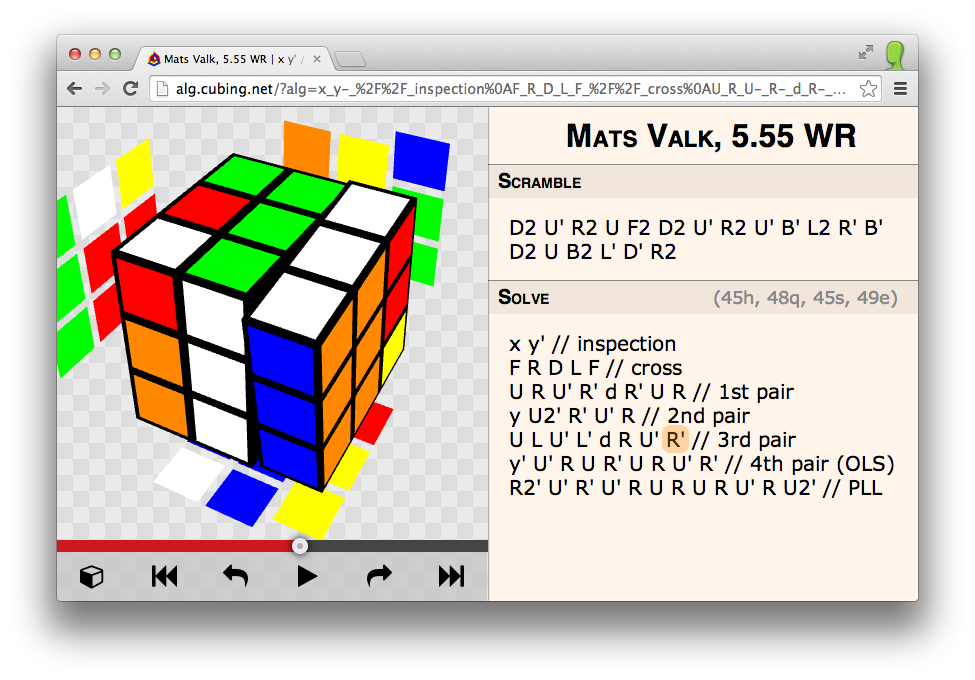 Mats Valk, 5.55 WR | x y' /
alg.cubing.net/?alg=x_y-_%2F%2F_inspection%0AF_R_D_L_F_%2F%2F_cross%0AU_R_U-_R-_d_R-_...
Mats Valk, 5.55 WR
Scramble
D2 U' R2 U F2 D2 U' R2 U' B' L2 R' B'
D2 U B2 L' D' R2
Solve (45h, 48q, 45s, 49e)
x y' // inspection
F R D L F // cross
U R U' R' d R' U R // 1st pair
y U2' R' U' R // 2nd pair
U L U' L' d R U' R' // 3rd pair
y' U' R U R' U R U' R' // 4th pair (OLS)
R2' U' R' U' R U R U R U' R U2' // PLL